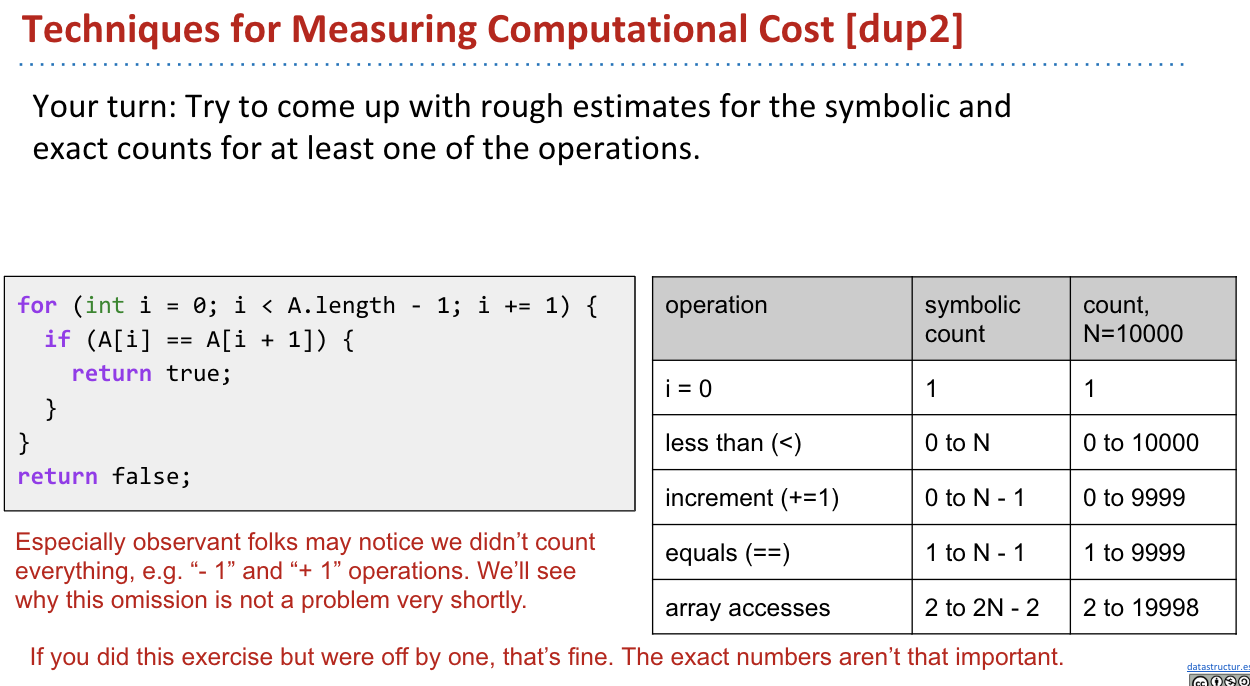 Techniques for Measuring Computational Cost [dup2]
Your turn: Try to come up with rough estimates for the symbolic and
exact counts for at least one of the operations.
for (int i = 0; i < A.length - 1; i += 1) {
  if (A[i] == A[i + 1]) {
    return true;
  }
}
return false;
Especially observant folks may notice we didn’t count
everything, e.g. “- 1” and “+ 1” operations. We’ll see
why this omission is not a problem very shortly.
operation | symbolic count | count, N=10000
i = 0 | 1 | 1
less than (<) | 0 to N | 0 to 10000
increment (+=1) | 0 to N - 1 | 0 to 9999
equals (==) | 1 to N - 1 | 1 to 9999
array accesses | 2 to 2N - 2 | 2 to 19998
If you did this exercise but were off by one, that’s fine. The exact numbers aren’t that important.
datastructur.es